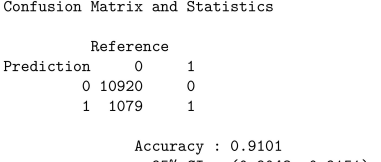 Confusion Matrix and Statistics
Reference
Prediction 0 1
0 10920 0
1 1079 1
Accuracy : 0.9101